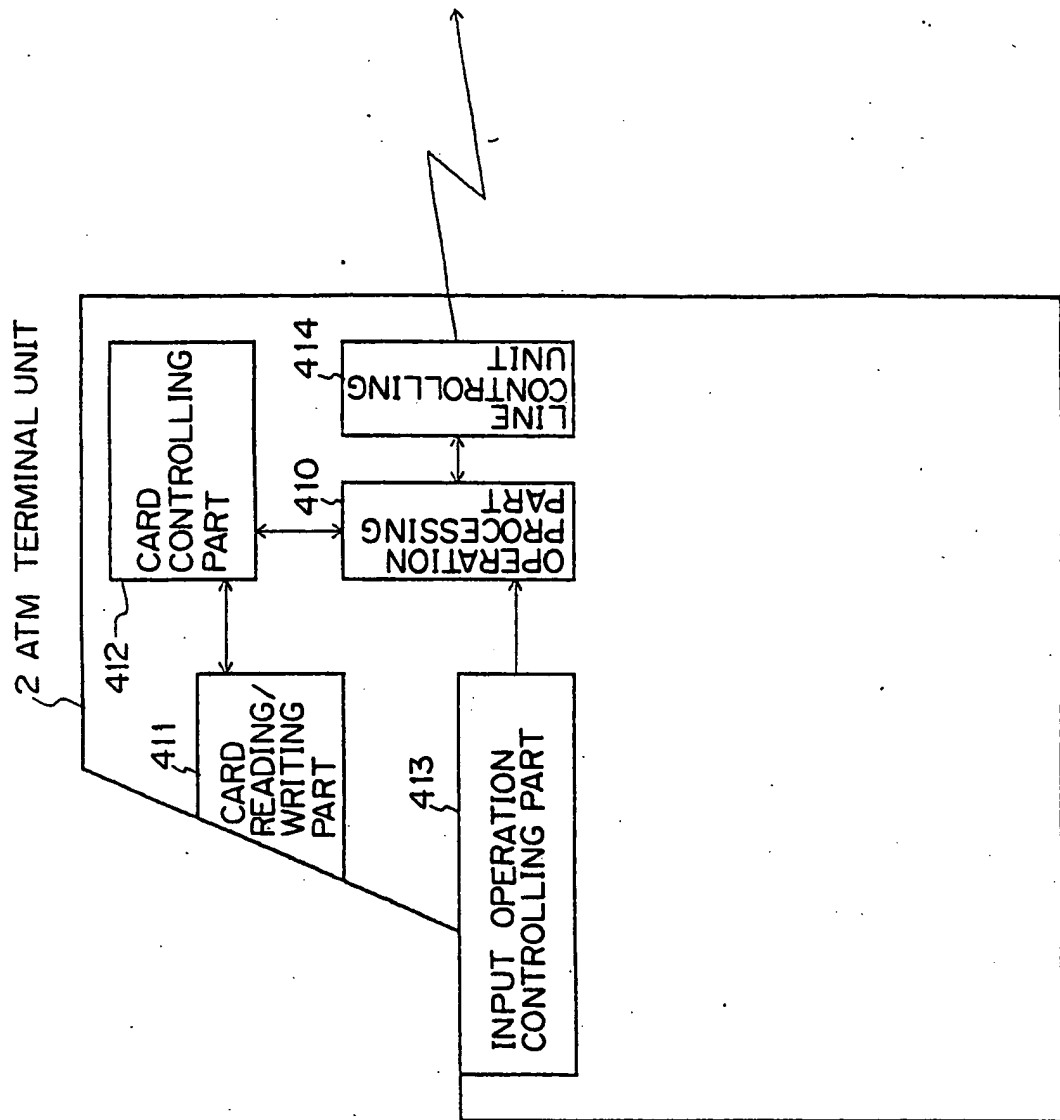 2 ATM TERMINAL UNIT
412
CARD
CONTROLLING
PART
411
CARD
READING/
WRITING
PART
410
OPERATION
PROCESSING
PART
414
LINE
CONTROLLING
UNIT
413
INPUT OPERATION
CONTROLLING PART